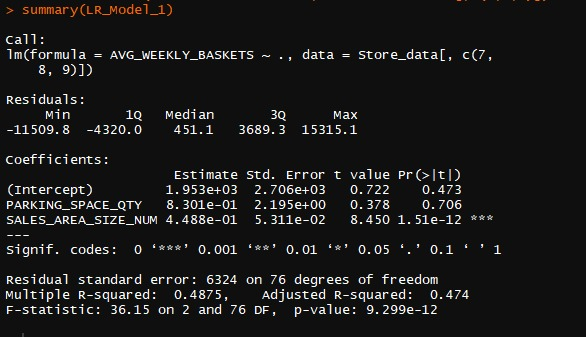 > summary(LR_Model_1)
Call:
lm(formula = AVG_WEEKLY_BASKETS ~ ., data = Store_data[, c(7,
8, 9)])
Residuals:
Min 1Q Median 3Q Max
-11509.8 -4320.0 451.1 3689.3 15315.1
Coefficients:
Estimate Std. Error t value Pr(>|t|)
(Intercept) 1.953e+03 2.706e+03 0.722 0.473
PARKING_SPACE_QTY 8.301e-01 2.195e+00 0.378 0.706
SALES_AREA_SIZE_NUM 4.488e-01 5.311e-02 8.450 1.51e-12 ***
---
Signif. codes: 0 ‘***’ 0.001 ‘**’ 0.01 ‘*’ 0.05 ‘.’ 0.1 ‘ ’ 1
Residual standard error: 6324 on 76 degrees of freedom
Multiple R-squared: 0.4875, Adjusted R-squared: 0.474
F-statistic: 36.15 on 2 and 76 DF, p-value: 9.299e-12